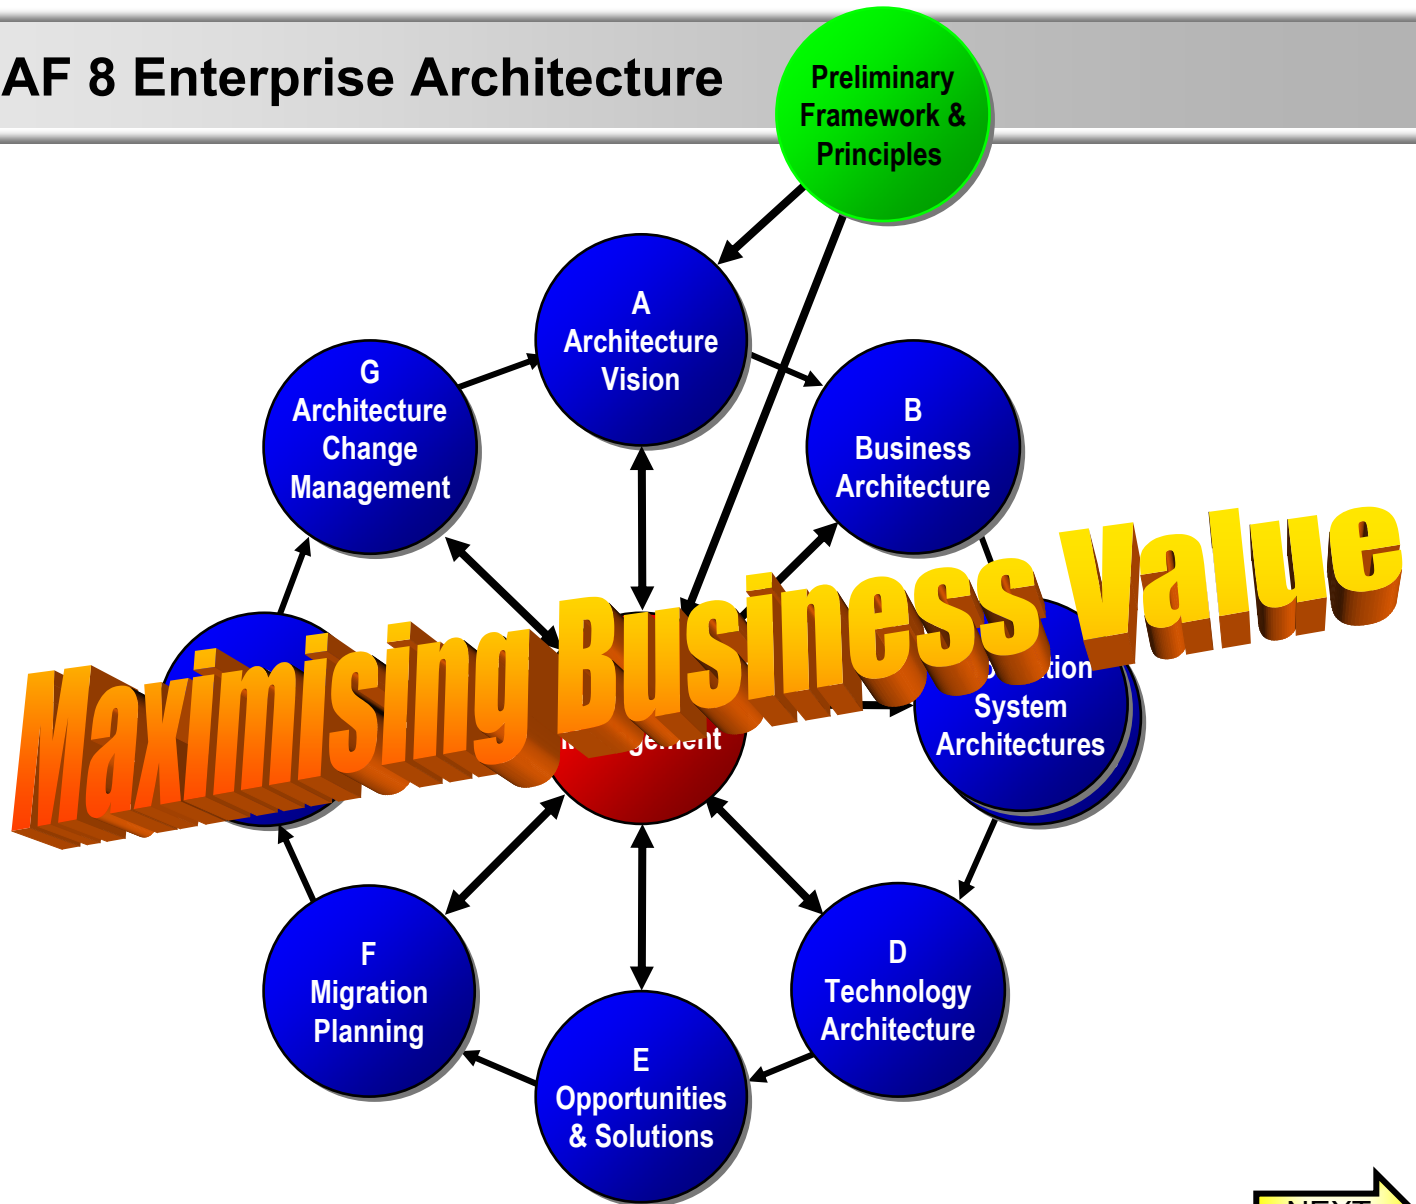 AF 8 Enterprise Architecture
Preliminary
Framework &
Principles
A
Architecture
Vision
G
Architecture
Change
Management
B
Business
Architecture
Maximising Business Value
System
Architectures
F
Migration
Planning
D
Technology
Architecture
E
Opportunities
& Solutions
NEXT